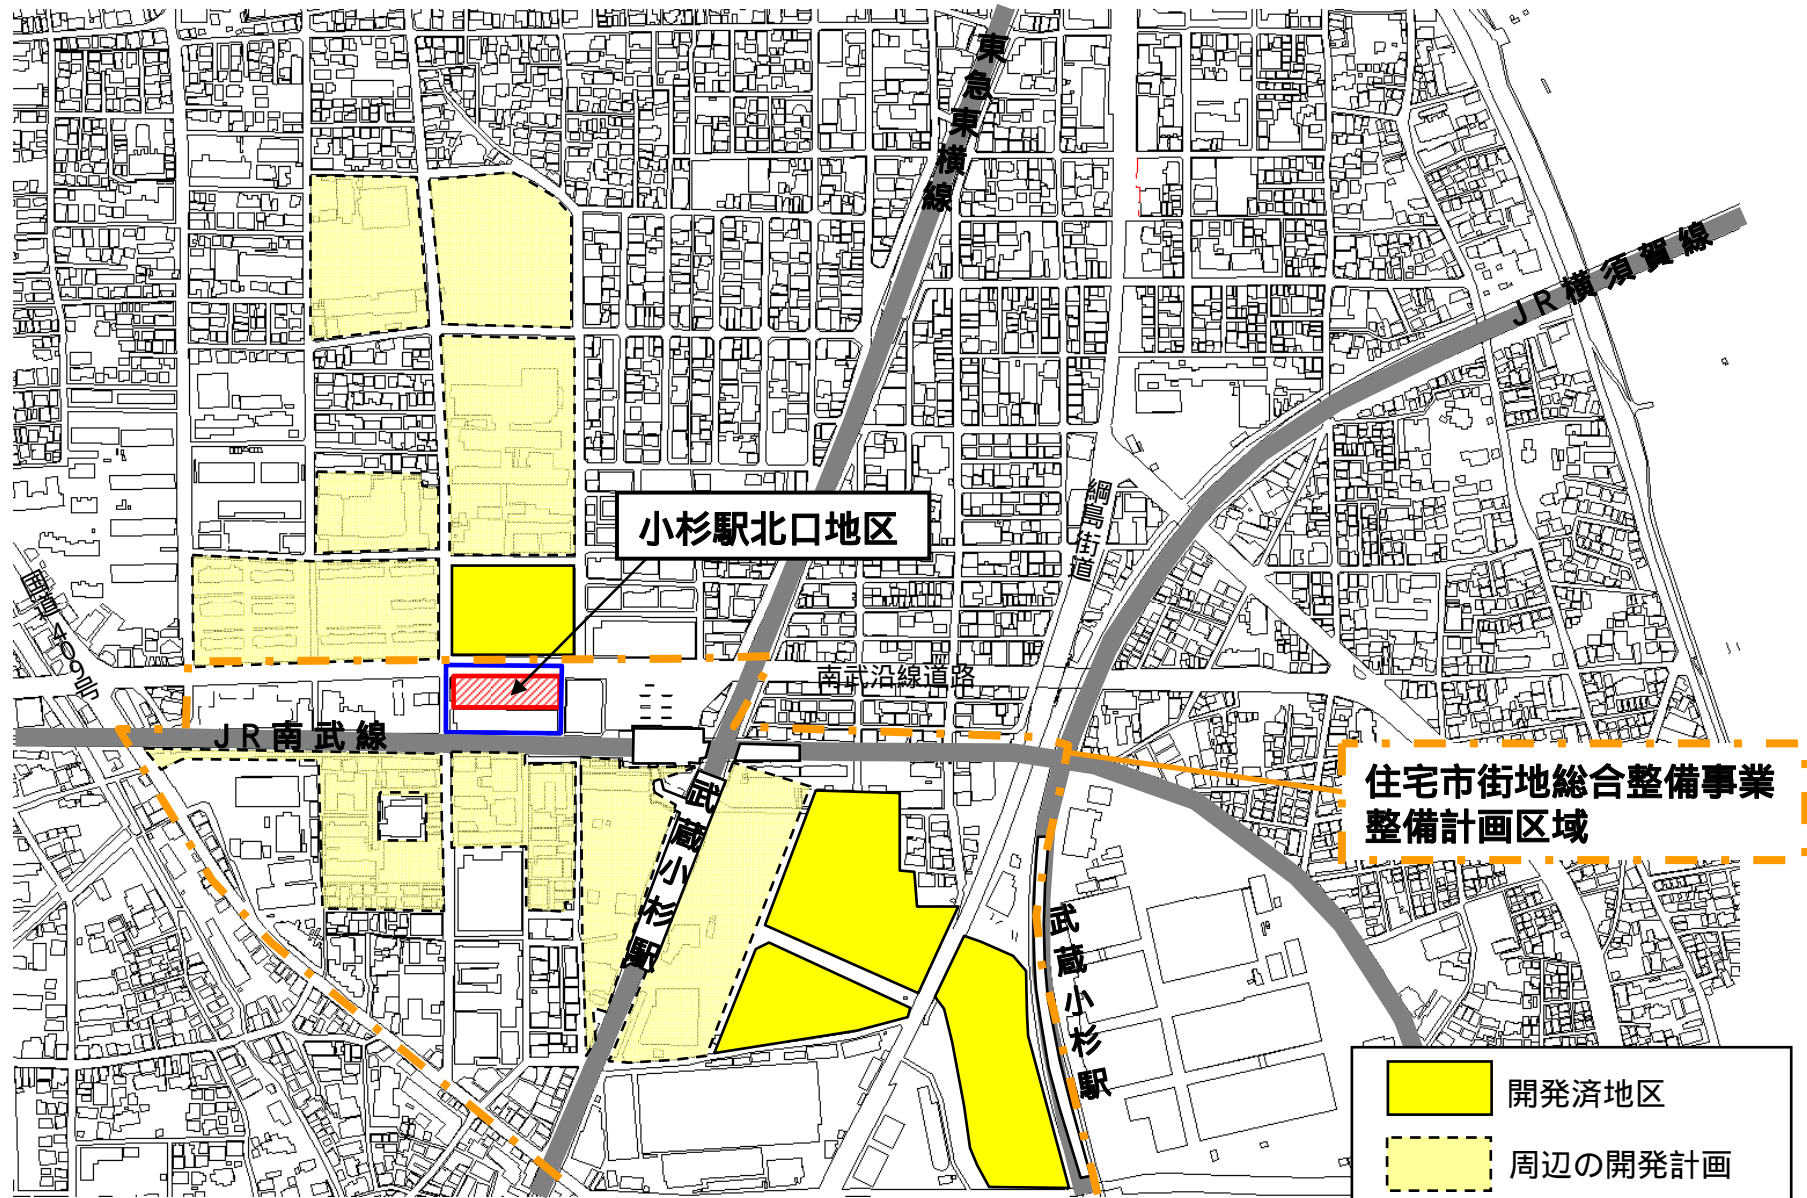 東急東横線
JR横須賀線
綱島街道
小杉駅北口地区
国道409号
南武沿線道路
JR南武線
住宅市街地総合整備事業
整備計画区域
武蔵小杉駅
武蔵小杉駅
開発済地区
周辺の開発計画